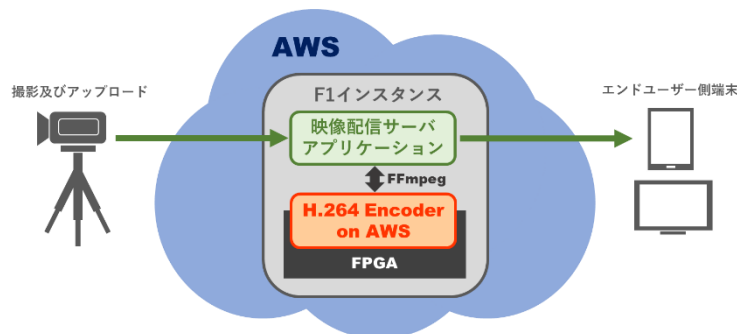 AWS
撮影及びアップロード
エンドユーザー側端末
F1インスタンス
映像配信サーバ
アプリケーション
FFmpeg
H.264 Encoder
on AWS
FPGA